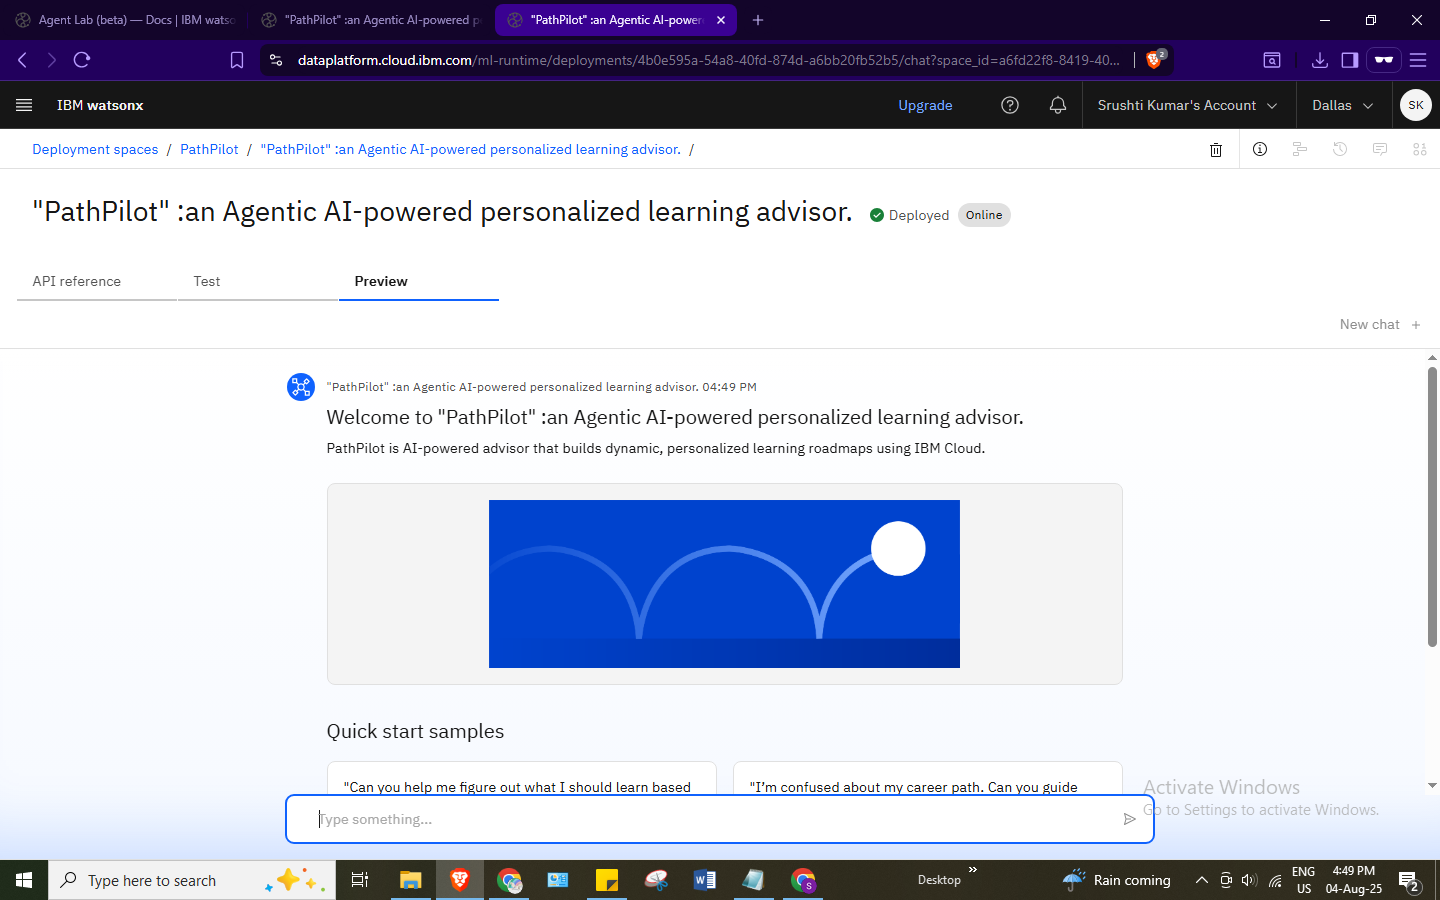 Agent Lab (beta) — Docs | IBM watso
"PathPilot" :an Agentic AI-powered p
"PathPilot" :an Agentic AI-power
dataplatform.cloud.ibm.com/ml-runtime/deployments/4b0e595a-54a8-40fd-874d-a6bb20fb52b5/chat?space_id=a6fd22f8-8419-40...
2
IBM watsonx
Upgrade
Srushti Kumar's Account
Dallas
SK
Deployment spaces / PathPilot / "PathPilot" :an Agentic AI-powered personalized learning advisor. /
"PathPilot" :an Agentic AI-powered personalized learning advisor.
Deployed
Online
API reference
Test
Preview
New chat +
"PathPilot" :an Agentic AI-powered personalized learning advisor. 04:49 PM
Welcome to "PathPilot" :an Agentic AI-powered personalized learning advisor.
PathPilot is AI-powered advisor that builds dynamic, personalized learning roadmaps using IBM Cloud.
Quick start samples
"Can you help me figure out what I should learn based
"I'm confused about my career path. Can you guide
Type something...
Activate Windows
Go to Settings to activate Windows.
Type here to search
Desktop
Rain coming
ENG
US
4:49 PM
04-Aug-25
2